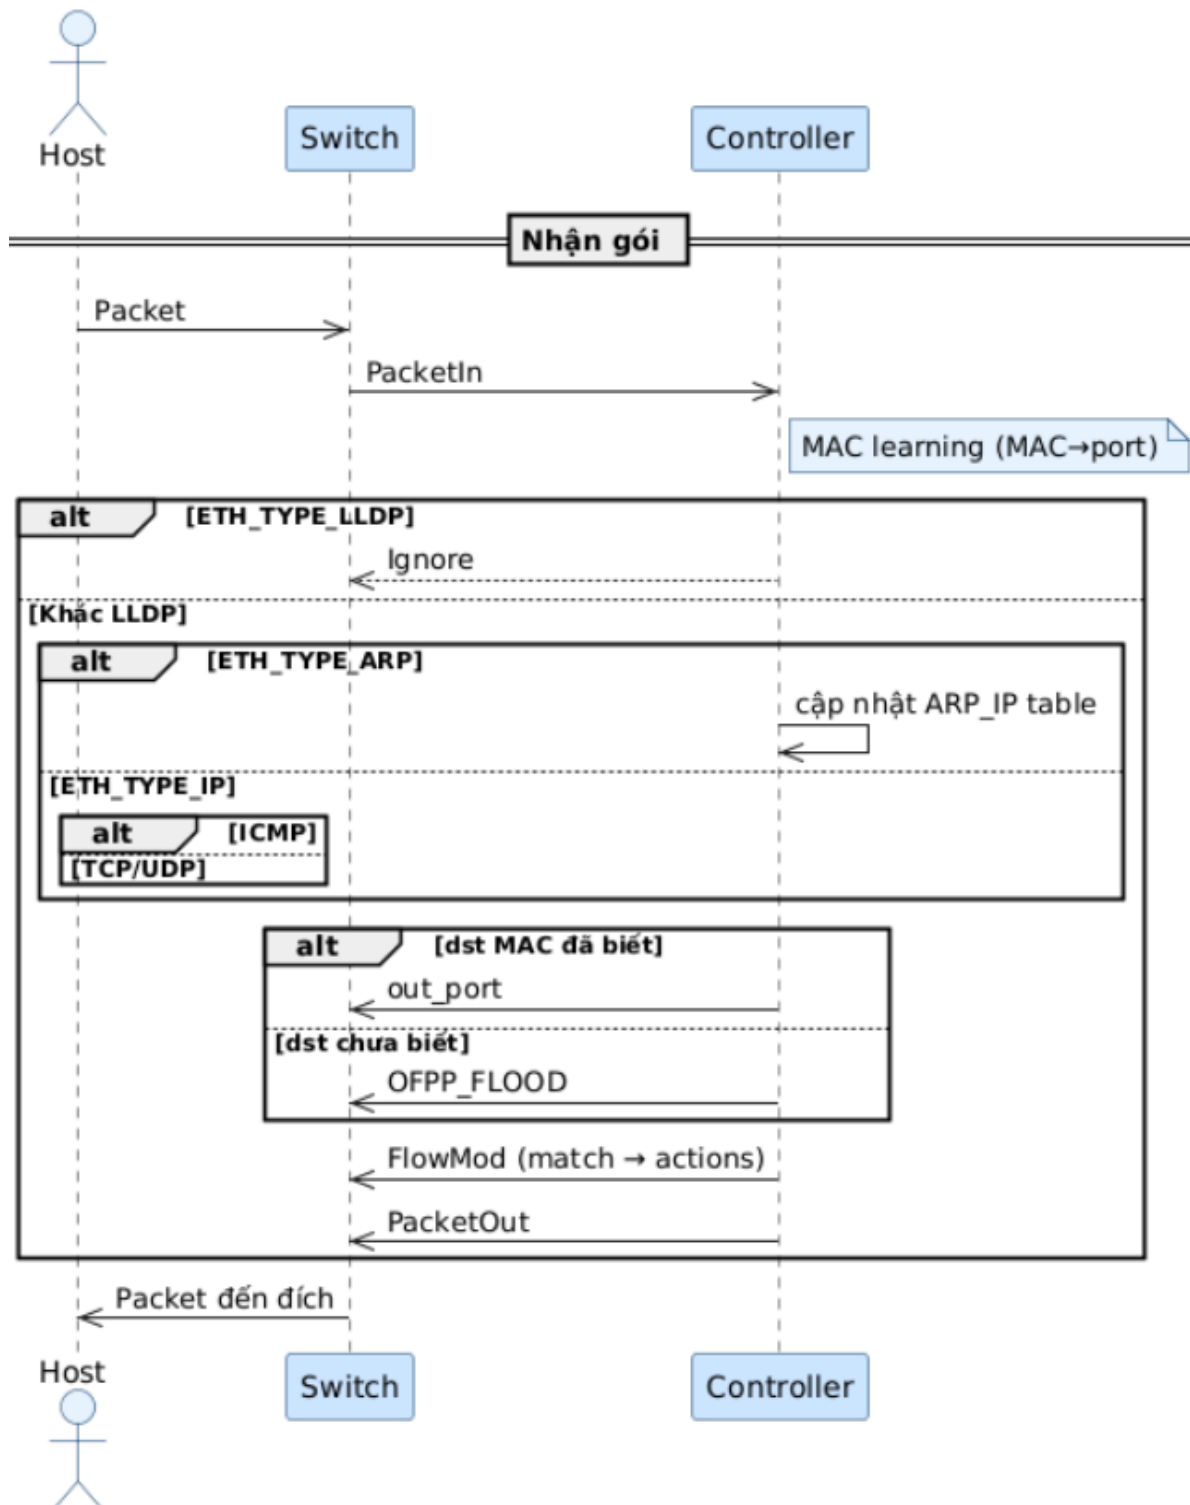 Host
Switch
Controller
Nhận gói
Packet
PacketIn
MAC learning (MAC→port)
alt [ETH_TYPE_LLDP]
Ignore
[Khác LLDP]
alt [ETH_TYPE_ARP]
cập nhật ARP_IP table
[ETH_TYPE_IP]
alt [ICMP]
[TCP/UDP]
alt [dst MAC đã biết]
out_port
[dst chưa biết]
OFPP_FLOOD
FlowMod (match → actions)
PacketOut
Packet đến đích
Host
Switch
Controller